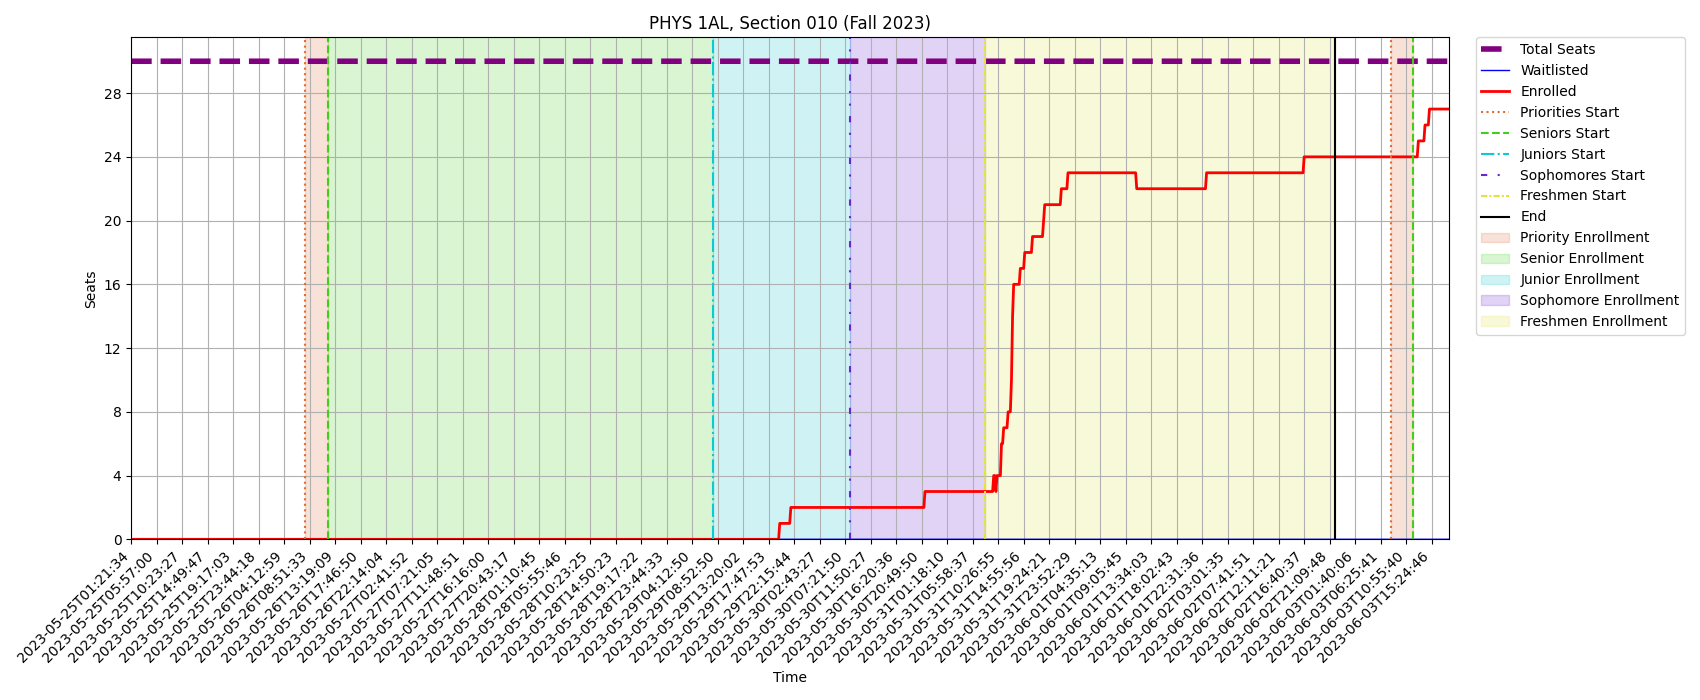 PHYS 1AL, Section 010 (Fall 2023)
Seats
28
24
20
16
12
8
4
0
2023-05-25T01:21:34
2023-05-25T05:57:00
2023-05-25T10:23:27
2023-05-25T14:49:47
2023-05-25T19:17:03
2023-05-25T23:44:18
2023-05-26T04:12:59
2023-05-26T08:51:33
2023-05-26T13:19:09
2023-05-26T17:46:50
2023-05-26T22:14:04
2023-05-27T02:41:52
2023-05-27T07:21:05
2023-05-27T11:48:51
2023-05-27T16:16:00
2023-05-27T20:43:17
2023-05-28T01:10:45
2023-05-28T05:55:46
2023-05-28T10:23:25
2023-05-28T14:50:23
2023-05-28T19:17:22
2023-05-28T23:44:33
2023-05-29T04:12:50
2023-05-29T08:52:50
2023-05-29T13:20:02
2023-05-29T17:47:53
2023-05-29T22:15:44
2023-05-30T02:43:27
2023-05-30T07:21:50
2023-05-30T11:50:27
2023-05-30T16:20:36
2023-05-30T20:49:50
2023-05-31T01:18:10
2023-05-31T05:58:37
2023-05-31T10:26:55
2023-05-31T14:55:56
2023-05-31T19:24:21
2023-05-31T23:52:29
2023-06-01T04:35:13
2023-06-01T09:05:45
2023-06-01T13:34:03
2023-06-01T18:02:43
2023-06-01T22:31:36
2023-06-02T03:01:35
2023-06-02T07:41:51
2023-06-02T12:11:21
2023-06-02T16:40:37
2023-06-02T21:09:48
2023-06-03T01:40:06
2023-06-03T06:25:41
2023-06-03T10:55:40
2023-06-03T15:24:46
Time
Total Seats
Waitlisted
Enrolled
Priorities Start
Seniors Start
Juniors Start
Sophomores Start
Freshmen Start
End
Priority Enrollment
Senior Enrollment
Junior Enrollment
Sophomore Enrollment
Freshmen Enrollment